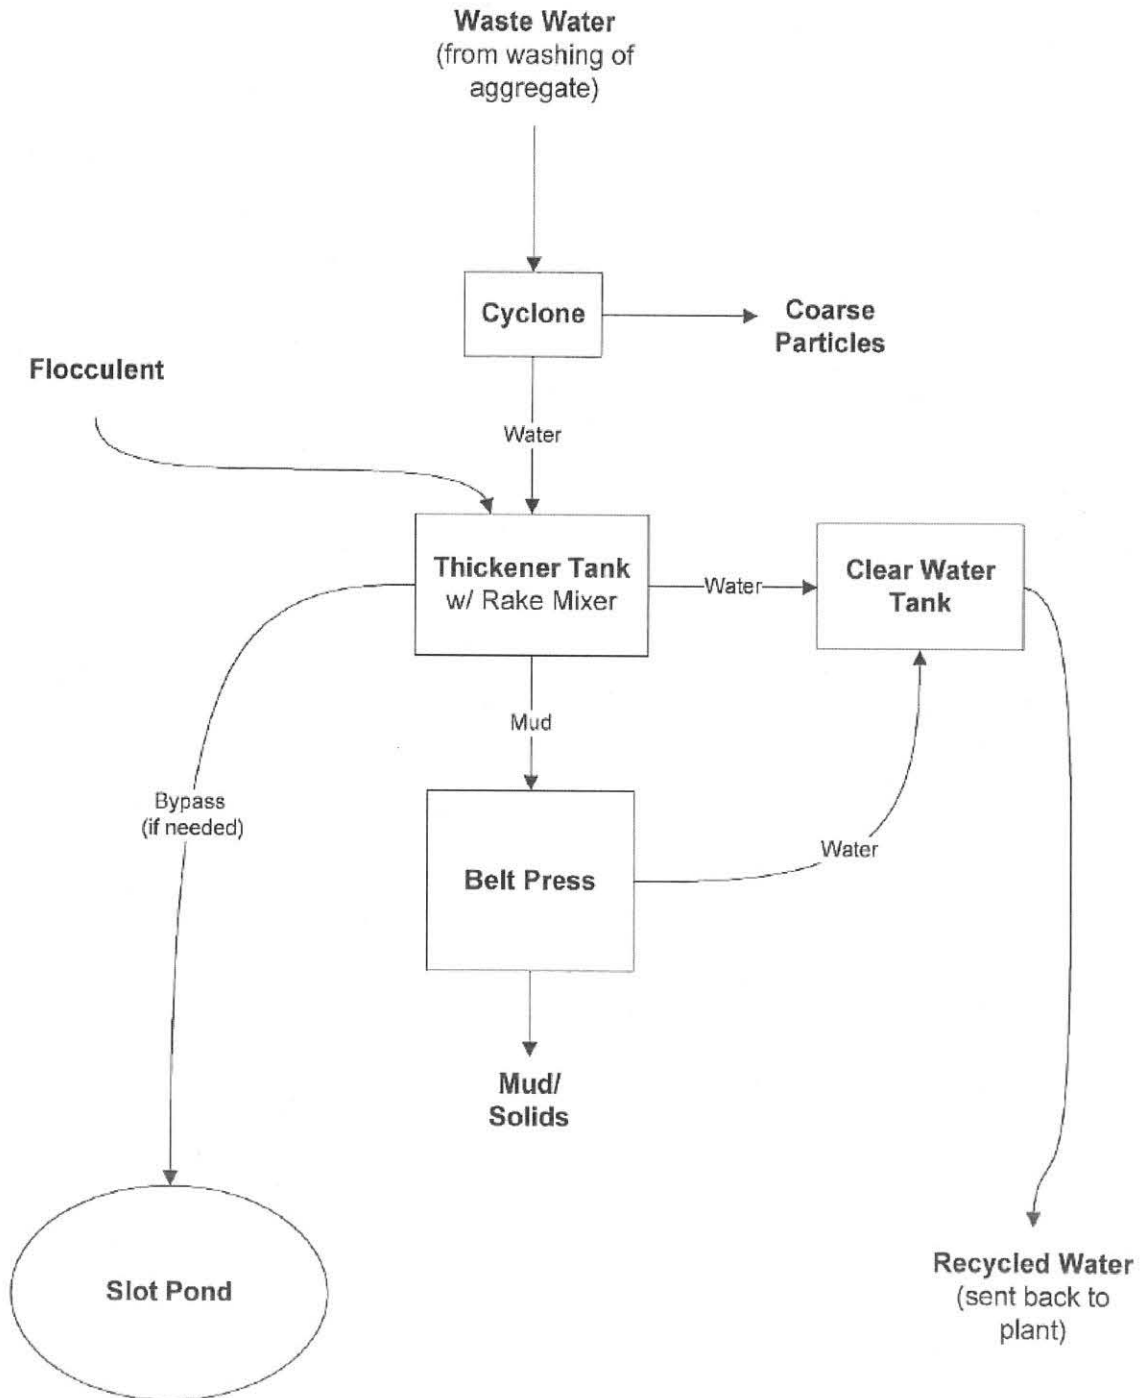 Waste Water
(from washing of
aggregate)
Cyclone
Coarse
Particles
Flocculent
Water
Thickener Tank
w/ Rake Mixer
Water
Clear Water
Tank
Mud
Bypass
(if needed)
Water
Belt Press
Mud/
Solids
Slot Pond
Recycled Water
(sent back to
plant)